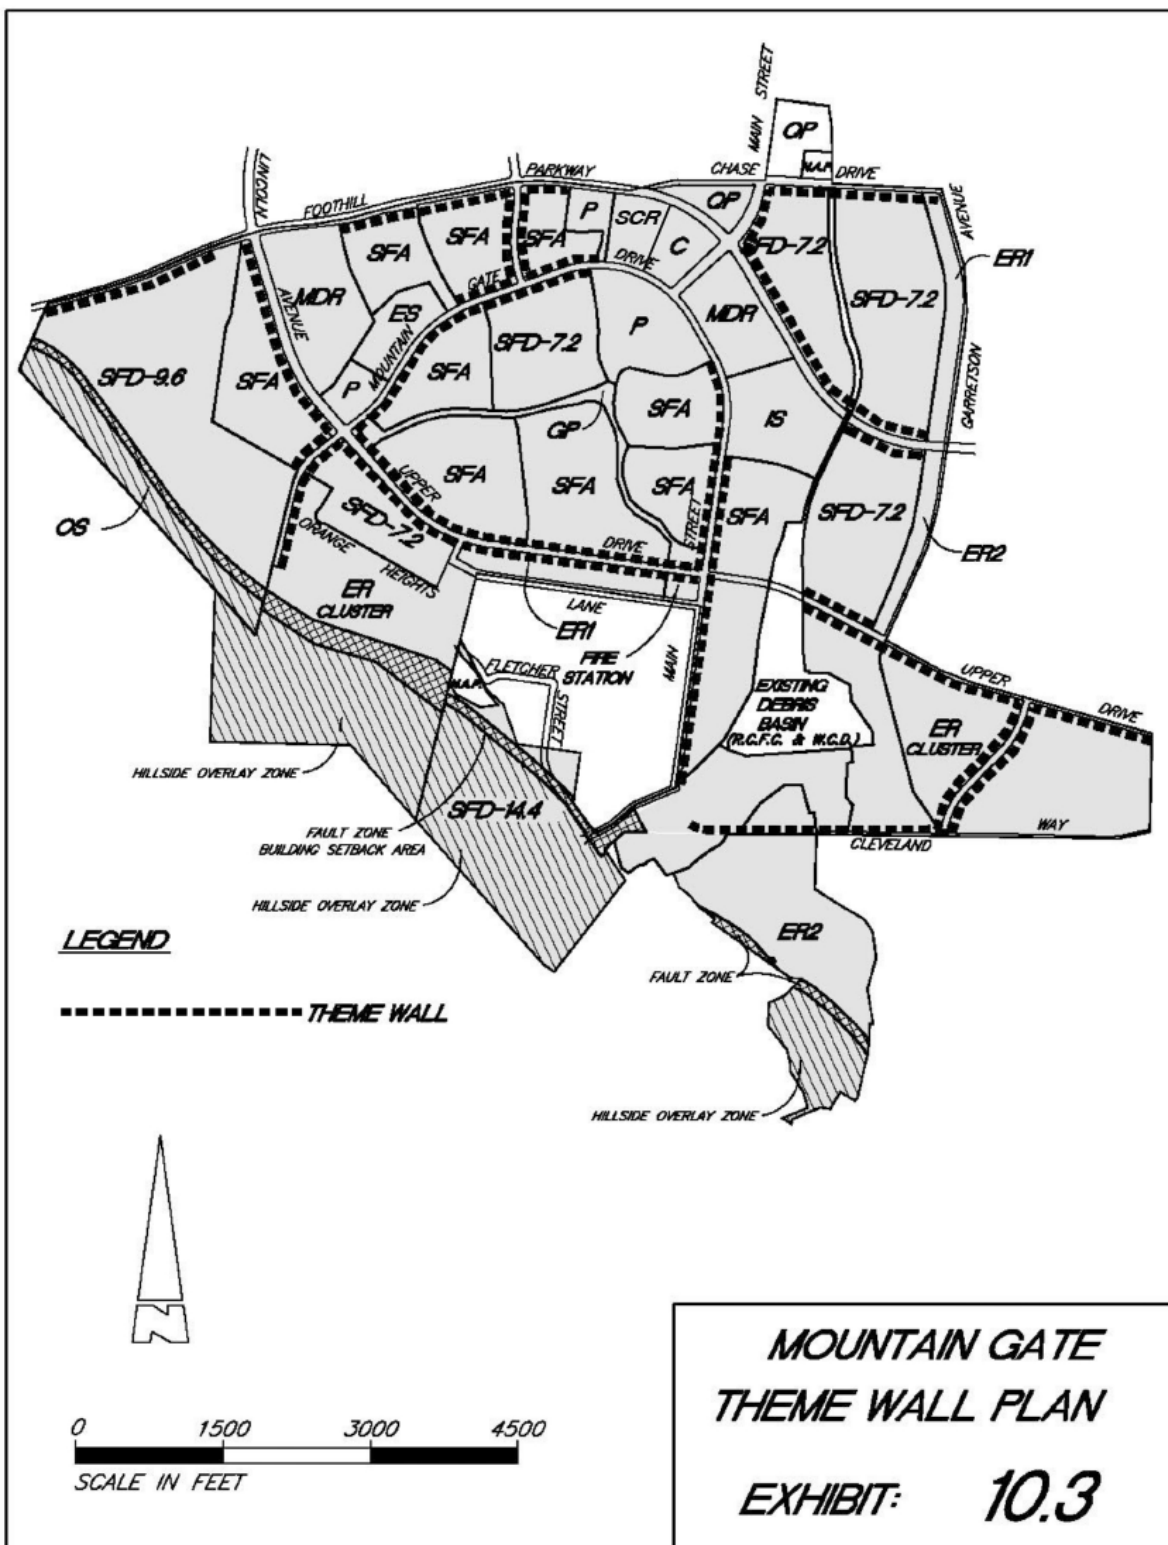 MAIN STREET
OP
N.A.P.
CHASE
DRIVE
LINCOLN
FOOTHILL
PARKWAY
OP
AVENUE
P
SCR
C
SFA
SFA
SFA
SFD-7.2
ER1
GATE
DRIVE
MDR
ES
SFD-7.2
AVENUE
MDR
P
SFD-7.2
SFD-9.6
SFA
P
MOUNTAIN
SFA
SFA
IS
GARRETSON
GP
UPPER
SFA
SFA
SFA
SFA
SFD-7.2
OS
ORANGE
SFD-7.2
STREET
DRIVE
ER2
HEIGHTS
ER
CLUSTER
LANE
ER1
FIRE
STATION
MAIN
FLETCHER
STREET
N.A.P.
UPPER
DRIVE
EXISTING
DEBRIS
BASIN
(R.C.F.C. & W.C.D.)
ER
CLUSTER
HILLSIDE OVERLAY ZONE
SFD-14.4
FAULT ZONE
BUILDING SETBACK AREA
WAY
CLEVELAND
HILLSIDE OVERLAY ZONE
ER2
FAULT ZONE
HILLSIDE OVERLAY ZONE
LEGEND
THEME WALL
N
0 1500 3000 4500
SCALE IN FEET
MOUNTAIN GATE
THEME WALL PLAN
EXHIBIT: 10.3